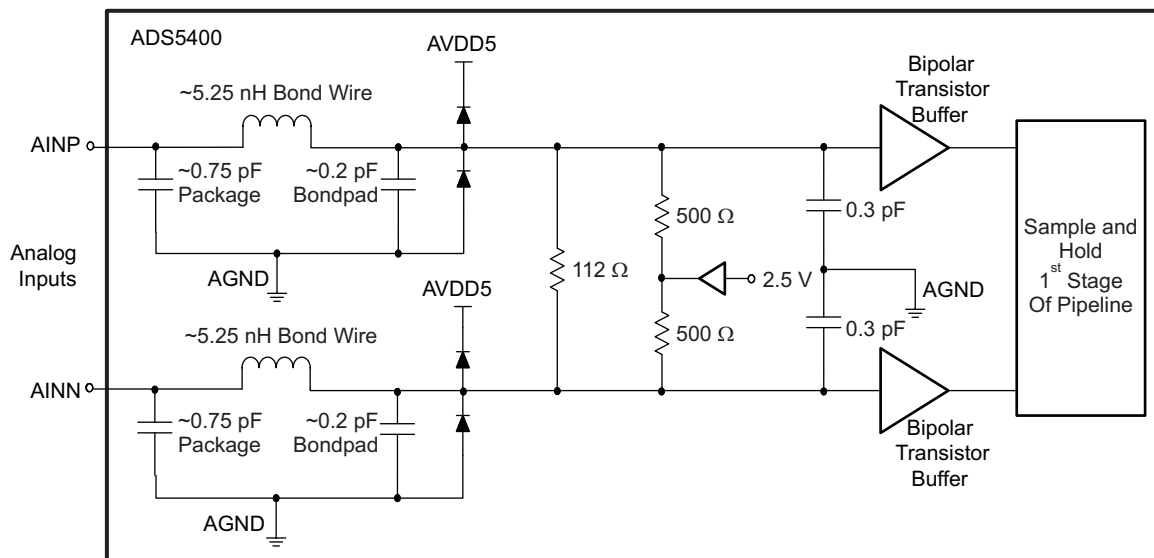 ADS5400
AVDD5
~5.25 nH Bond Wire
Bipolar
Transistor
Buffer
AINP
~0.75 pF
Package
~0.2 pF
Bondpad
500 Ω
0.3 pF
Analog
Inputs
AGND
112 Ω
2.5 V
AGND
Sample and
Hold
1st Stage
Of Pipeline
AVDD5
~5.25 nH Bond Wire
500 Ω
0.3 pF
AINN
~0.75 pF
Package
~0.2 pF
Bondpad
Bipolar
Transistor
Buffer
AGND